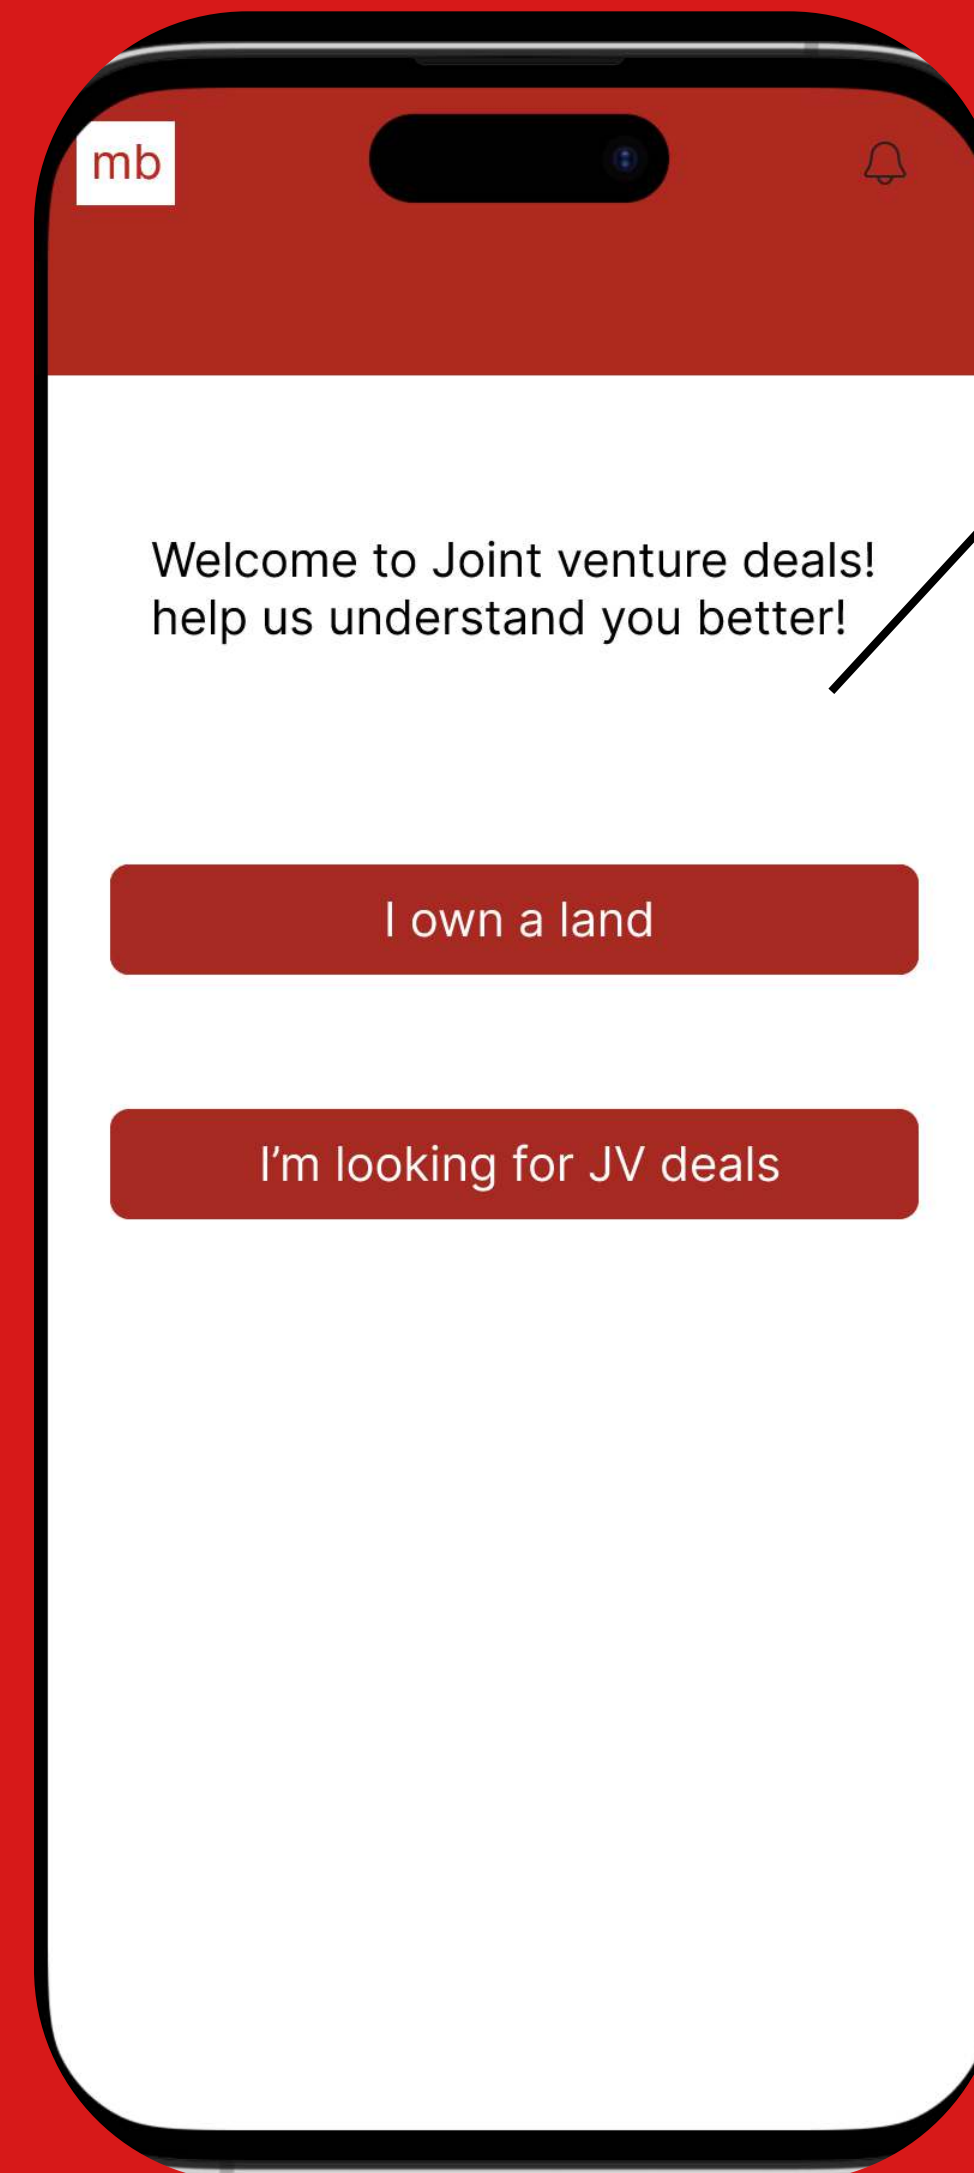 mb
Welcome to Joint venture deals!
help us understand you better!
I own a land
I’m looking for JV deals